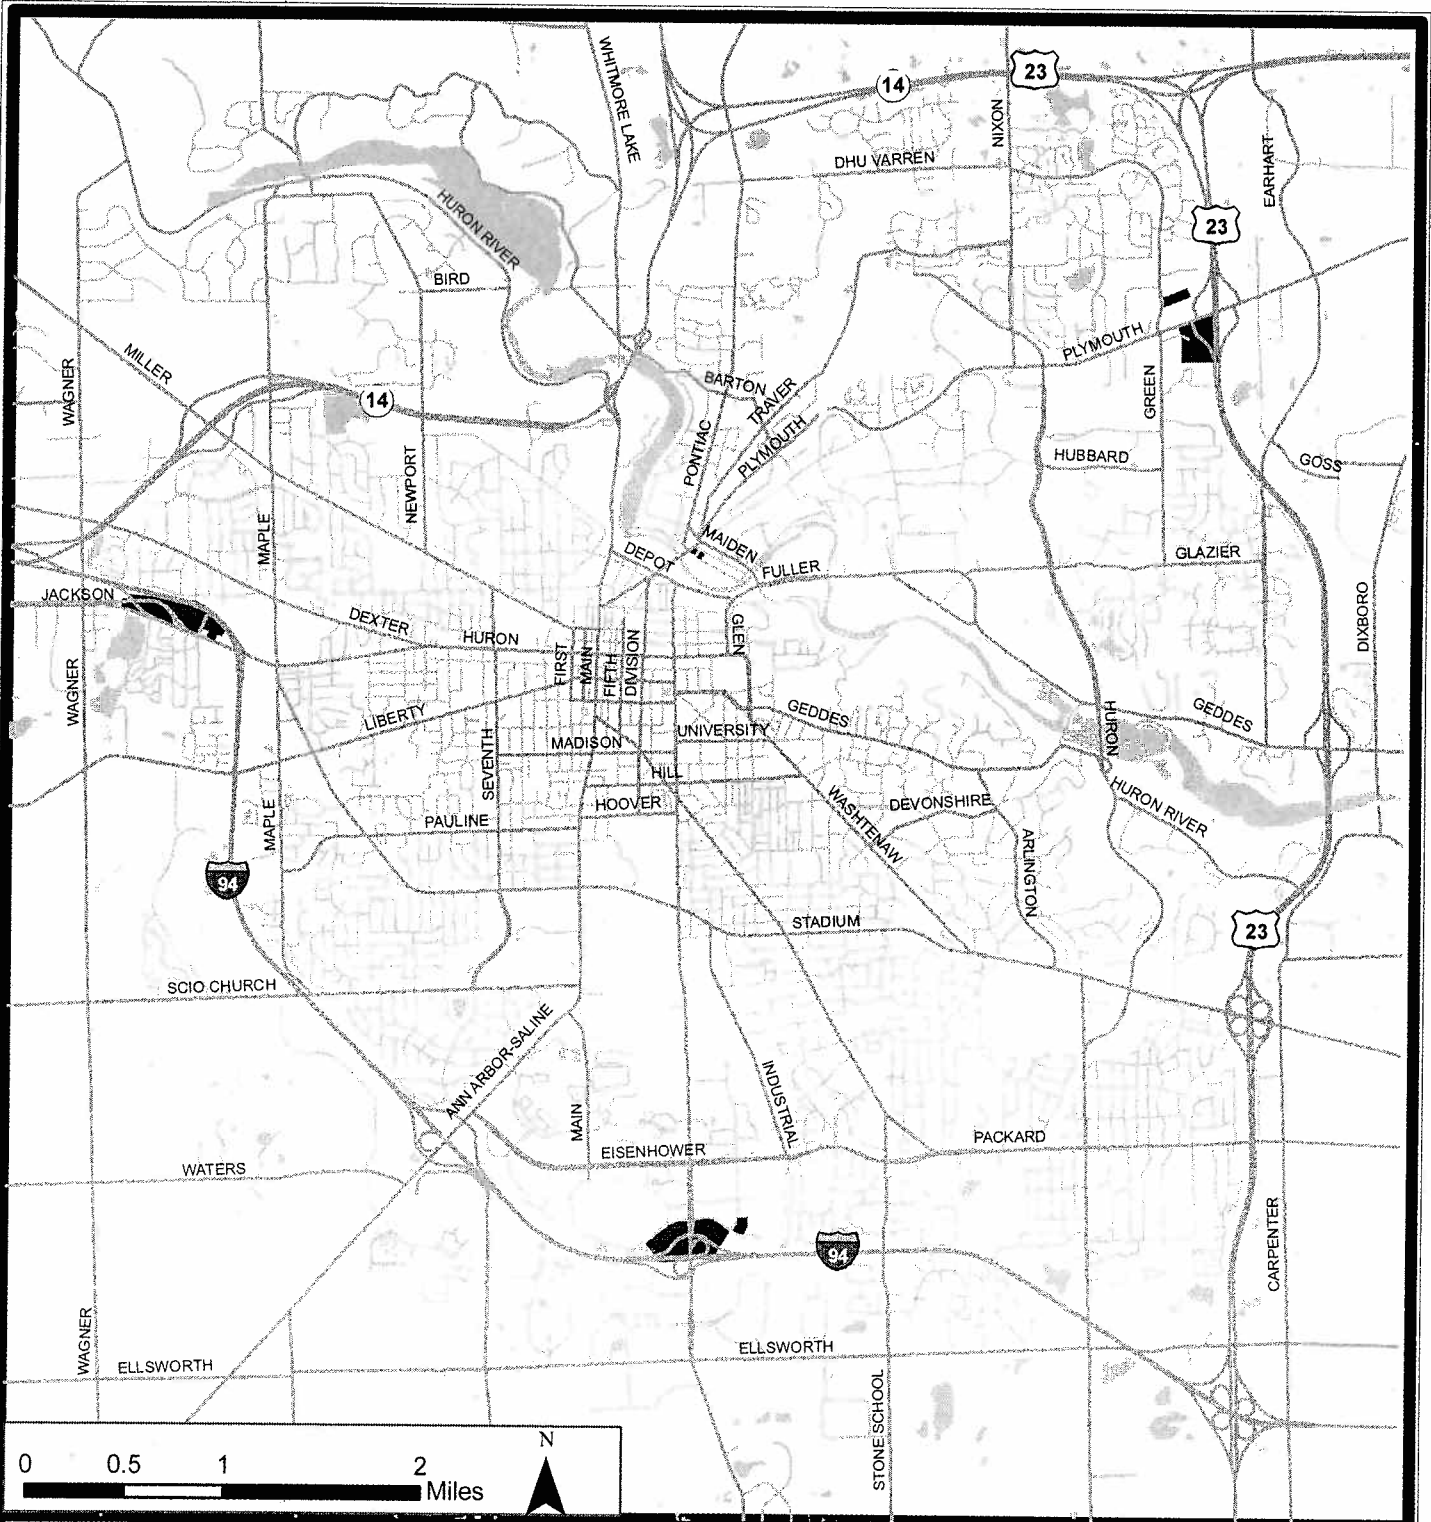 WHITMORE LAKE
14
23
NIXON
DHU VARREN
EARHART
23
HURON RIVER
BIRD
PLYMOUTH
MILLER
WAGNER
14
BARTON
TRAVER
PLYMOUTH
PONTIAC
GREEN
HUBBARD
GOSS
NEWPORT
MAPLE
MAIDEN
DEPOT
FULLER
GLAZIER
JACKSON
DEXTER
HURON
GLEN
DIXBORO
FIRST
MAIN
FIFTH
DIVISION
WAGNER
LIBERTY
GEDDES
GEDDES
UNIVERSITY
HURON
MADISON
SEVENTH
HILL
HOOVER
WASHTENAW
DEVONSHIRE
HURON RIVER
MAPLE
PAULINE
ARLINGTON
94
STADIUM
23
SCIO CHURCH
ANN ARBOR-SALINE
INDUSTRIAL
MAIN
PACKARD
EISENHOWER
WATERS
CARPENTER
94
WAGNER
ELLSWORTH
ELLSWORTH
STONE SCHOOL
0 0.5 1 2
Miles
N